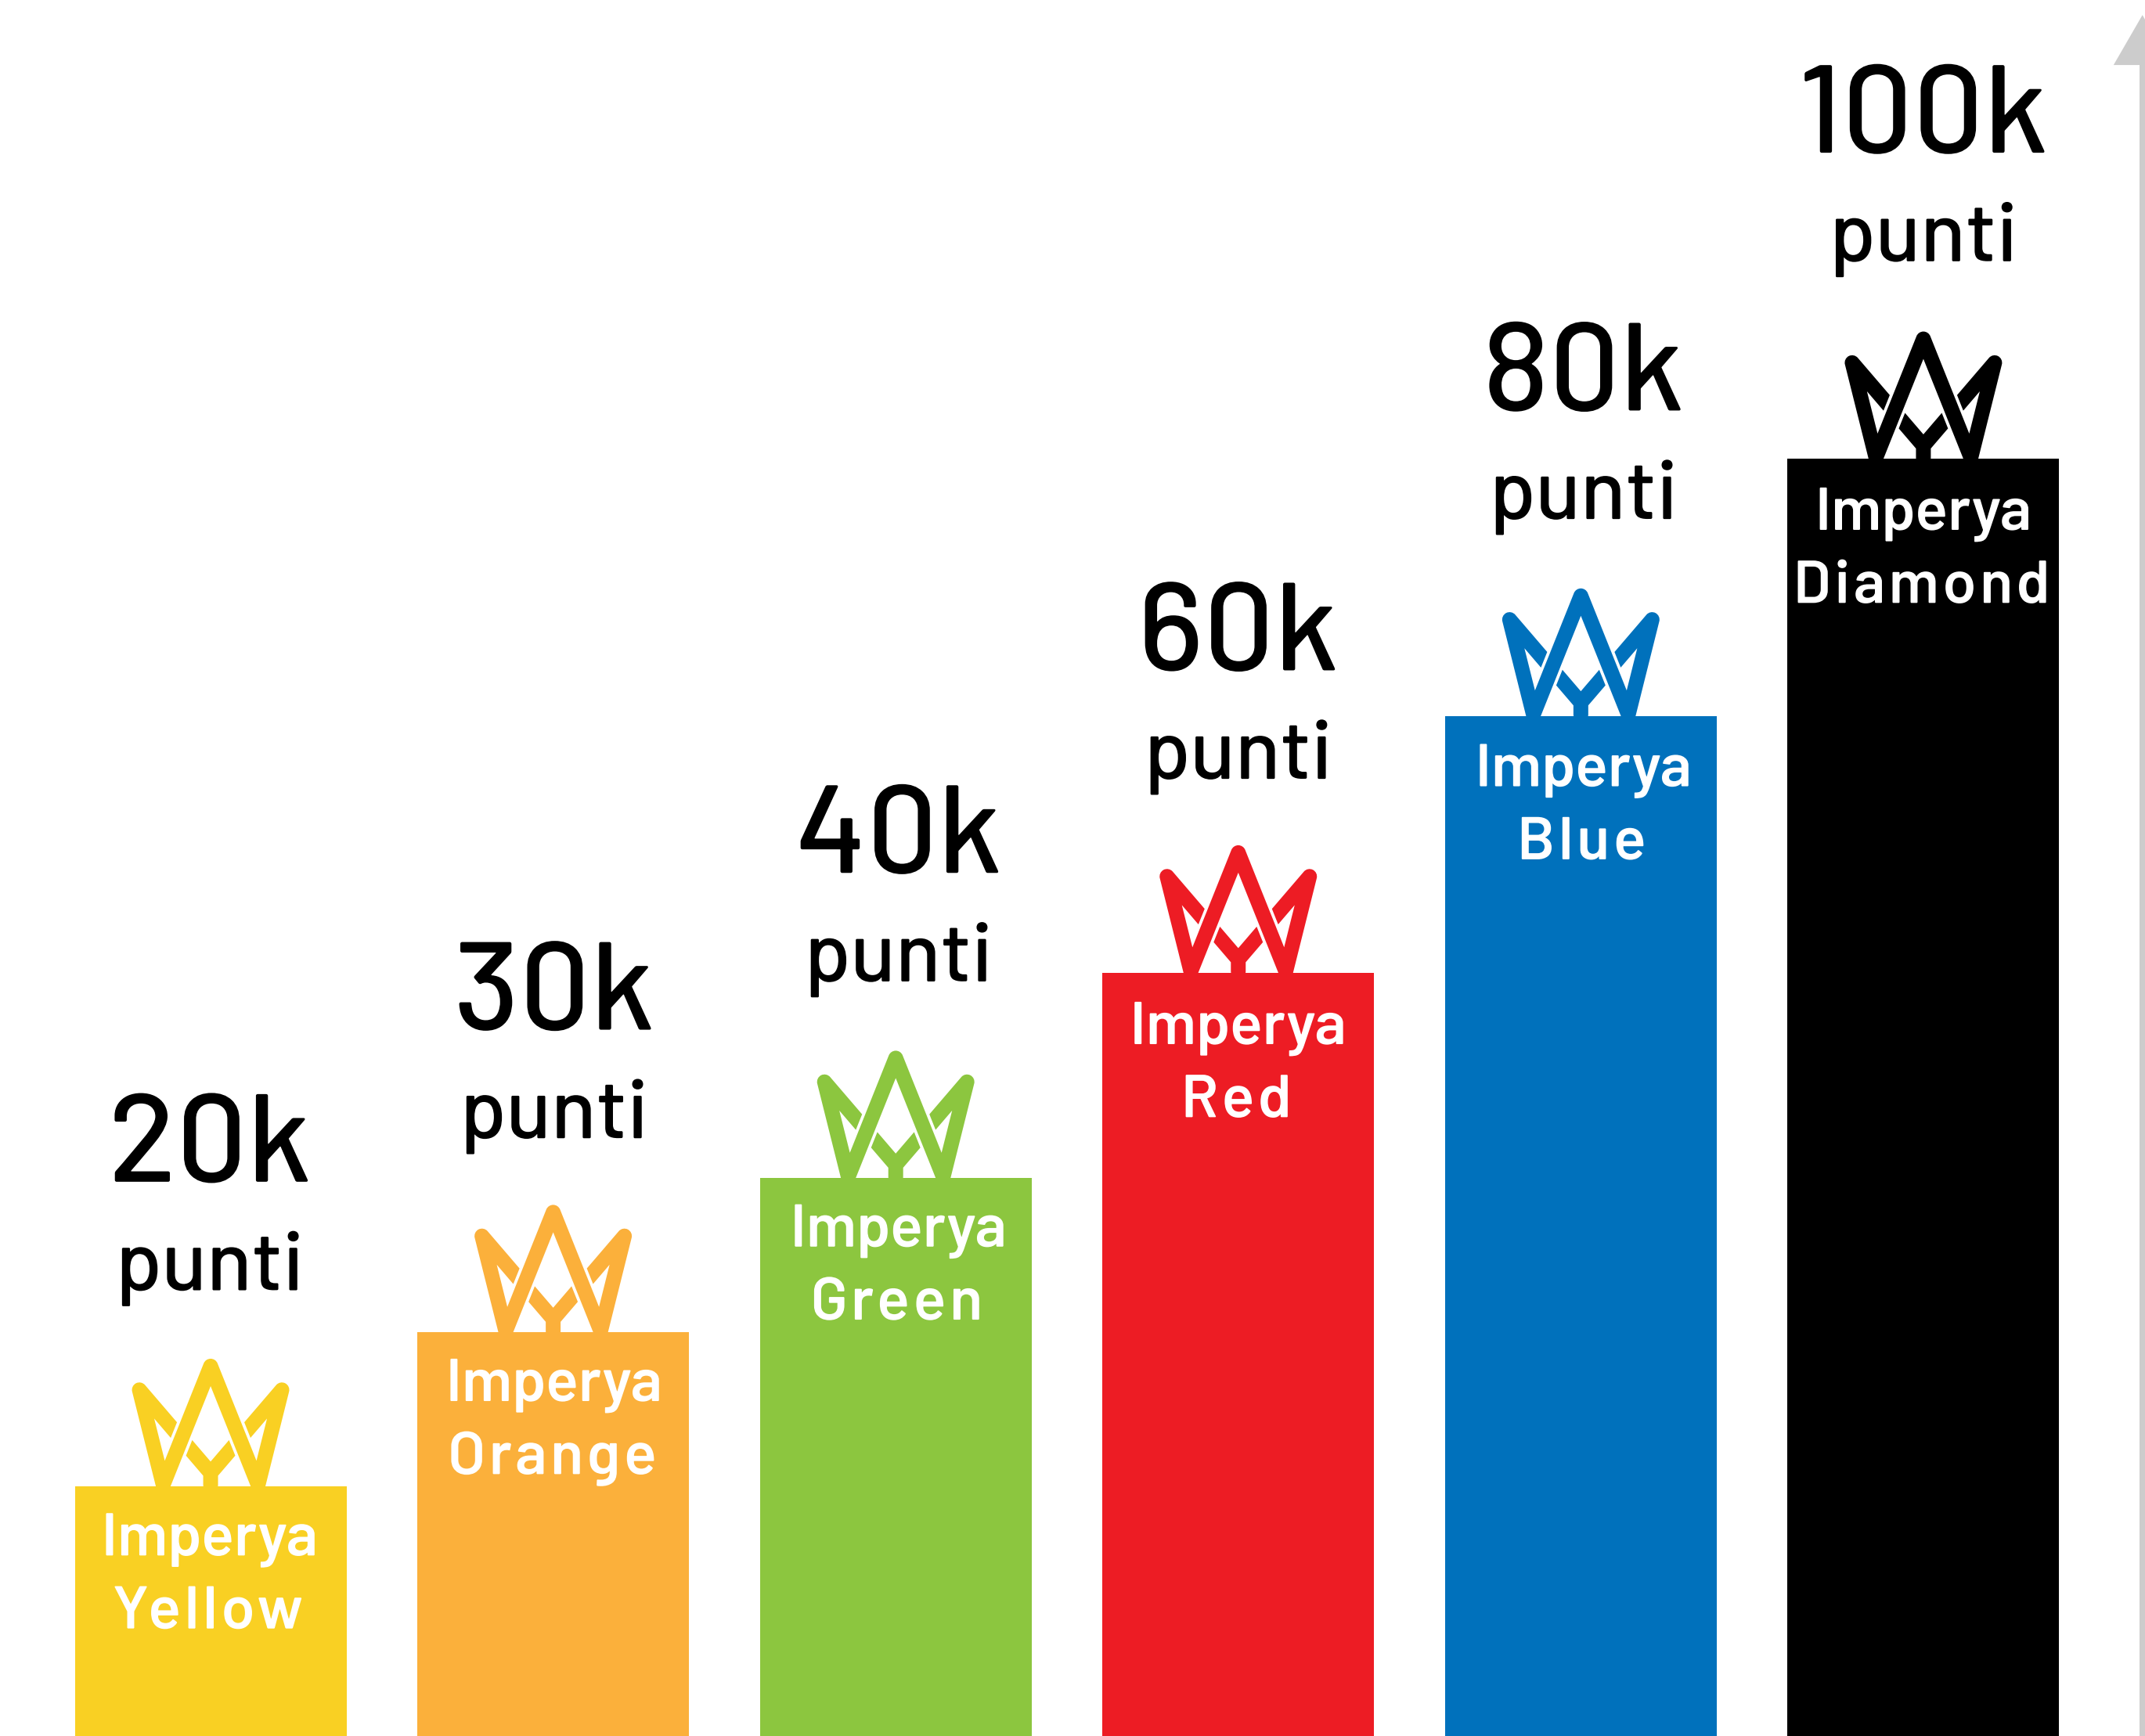 20k
punti
Imperya
Yellow
30k
punti
Imperya
Orange
40k
punti
Imperya
Green
60k
punti
Imperya
Red
80k
punti
Imperya
Blue
100k
punti
Imperya
Diamond